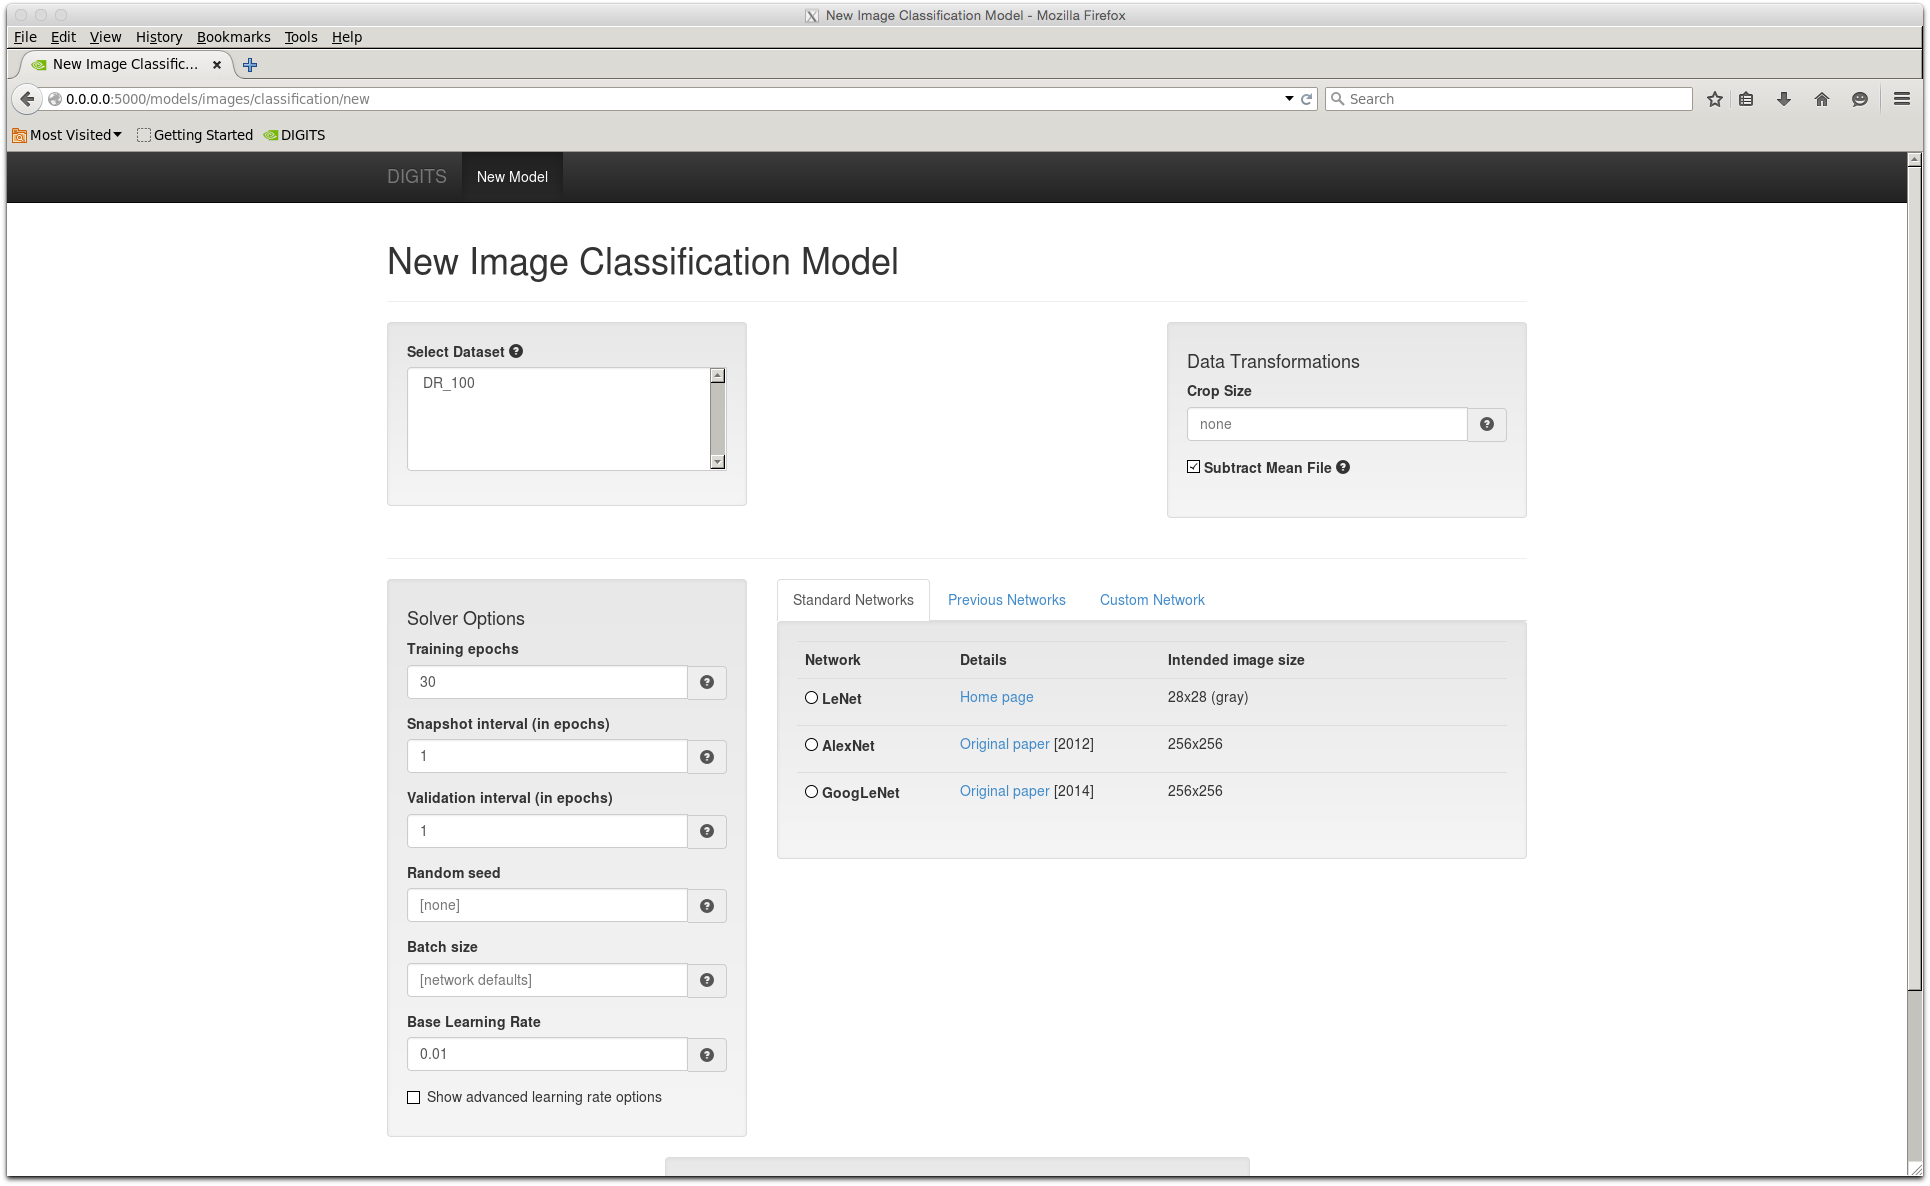 New Image Classification Model - Mozilla Firefox
File Edit View History Bookmarks Tools Help
New Image Classific...
0.0.0.0:5000/models/images/classification/new
Search
Most Visited Getting Started DIGITS
DIGITS New Model
New Image Classification Model
Select Dataset
DR_100
Data Transformations
Crop Size
none
Subtract Mean File
Solver Options
Training epochs
30
Snapshot interval (in epochs)
1
Validation interval (in epochs)
1
Random seed
[none]
Batch size
[network defaults]
Base Learning Rate
0.01
Show advanced learning rate options
Standard Networks Previous Networks Custom Network
Network Details Intended image size
LeNet Home page 28x28 (gray)
AlexNet Original paper [2012] 256x256
GoogLeNet Original paper [2014] 256x256